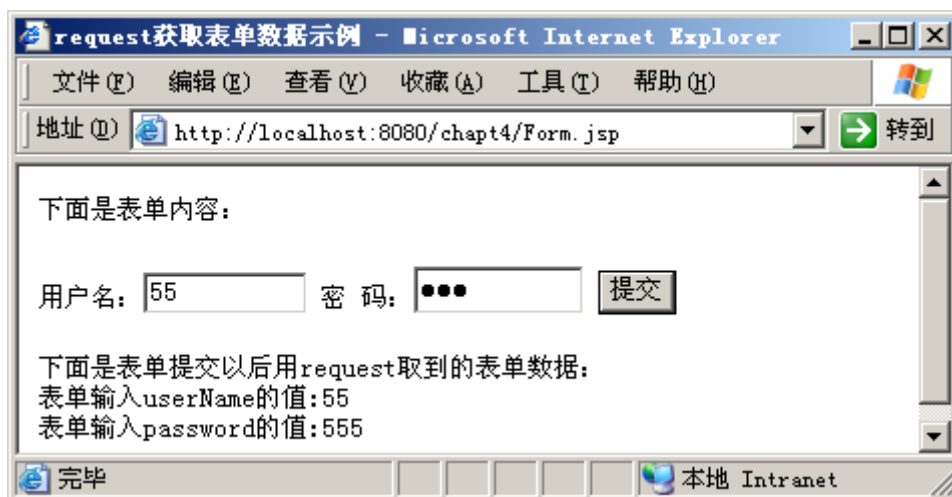 request获取表单数据示例 - Microsoft Internet Explorer
文件(F) 编辑(E) 查看(V) 收藏(A) 工具(T) 帮助(H)
地址(D) http://localhost:8080/chapt4/Form.jsp 转到
下面是表单内容：
用户名： 55 密 码： ●●● 提交
下面是表单提交以后用request取到的表单数据：
表单输入userName的值:55
表单输入password的值:555
完毕 本地 Intranet